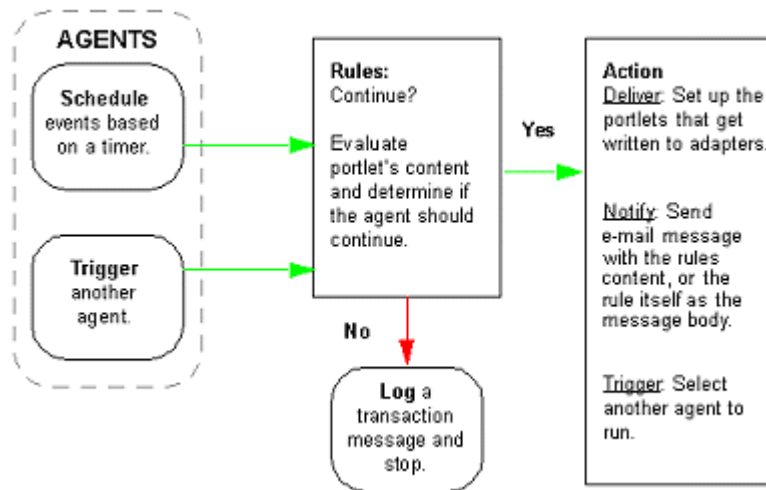 AGENTS
Schedule
events based
on a timer.
Trigger
another
agent.
Rules:
Continue?
Evaluate
portlet's content
and determine if
the agent should
continue.
Yes
No
Log a
transaction
message and
stop.
Action
Deliver: Set up the
portlets that get
written to adapters.
Notify: Send
e-mail message
with the rules
content, or the
rule itself as the
message body.
Trigger: Select
another agent to
run.